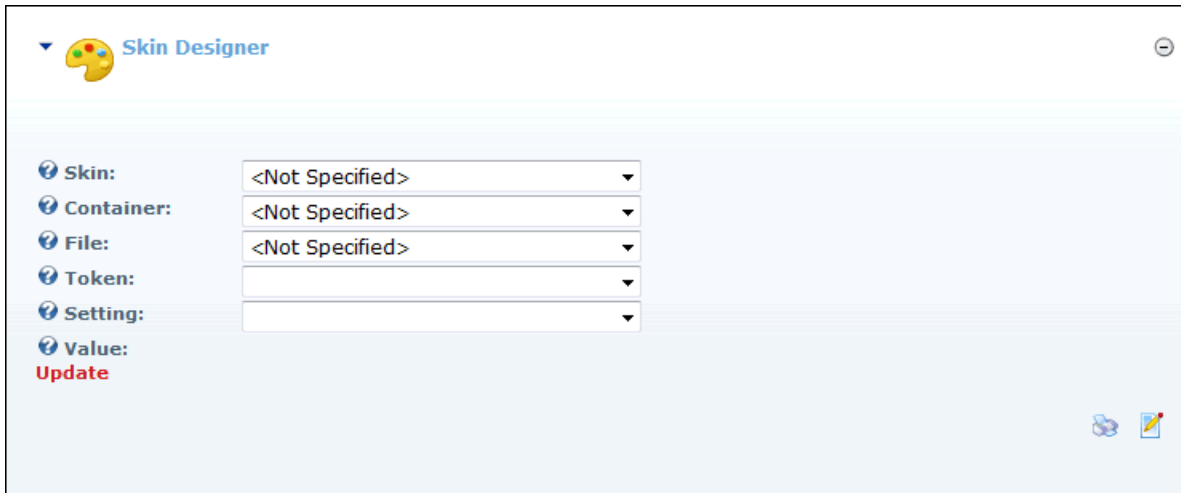 Skin Designer
Skin: <Not Specified>
Container: <Not Specified>
File: <Not Specified>
Token:
Setting:
Value:
Update